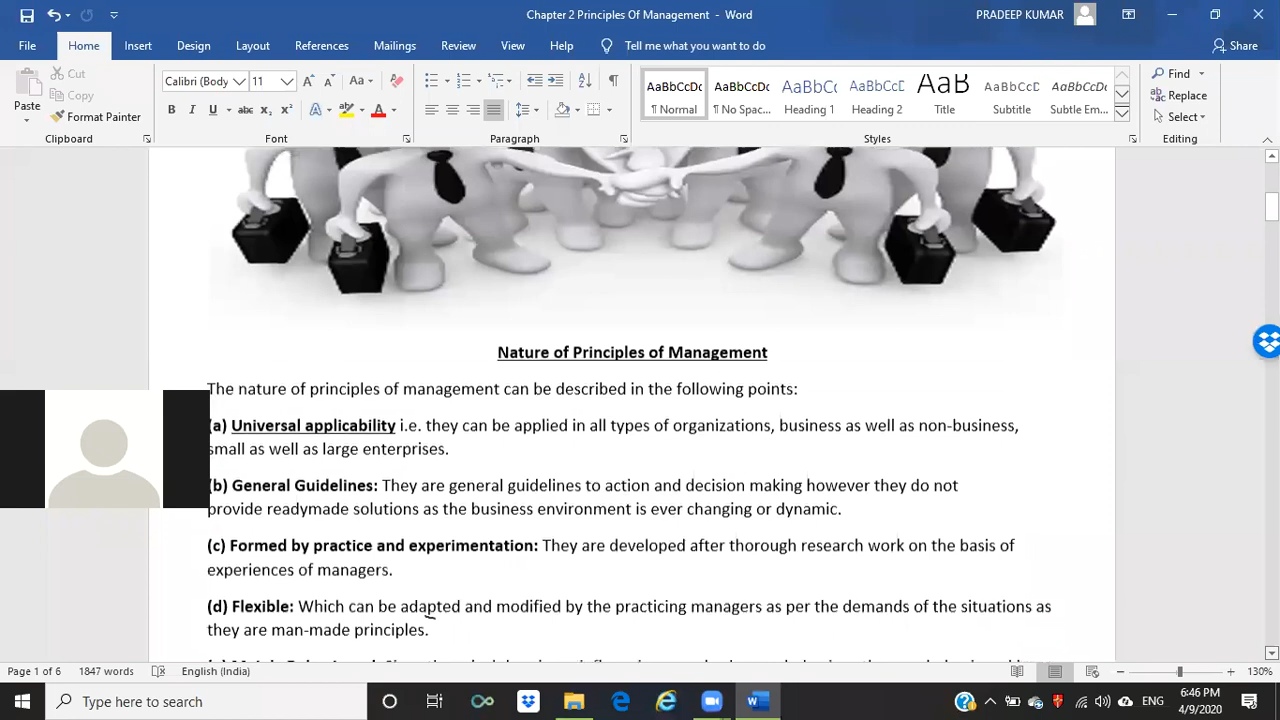 Chapter 2 Principles Of Management - Word
PRADEEP KUMAR
File Home Insert Design Layout References Mailings Review View Help Tell me what you want to do Share
Cut
Copy
Paste
Format Painter
Calibri (Body 11
Aa
B I U abc x₂ x² A A
AaBbCcDc AaBbCcDc AaBbCc AaBbCcD AaB AaBbCcD AaBbCcDc
¶ Normal ¶ No Spac... Heading 1 Heading 2 Title Subtitle Subtle Em...
Find
Replace
Select
Clipboard Font Paragraph Styles Editing
Nature of Principles of Management
The nature of principles of management can be described in the following points:
(a) Universal applicability i.e. they can be applied in all types of organizations, business as well as non-business,
small as well as large enterprises.
(b) General Guidelines: They are general guidelines to action and decision making however they do not
provide readymade solutions as the business environment is ever changing or dynamic.
(c) Formed by practice and experimentation: They are developed after thorough research work on the basis of
experiences of managers.
(d) Flexible: Which can be adapted and modified by the practicing managers as per the demands of the situations as
they are man-made principles.
Page 1 of 6 1847 words English (India) 130%
Type here to search
ENG
6:46 PM
4/9/2020